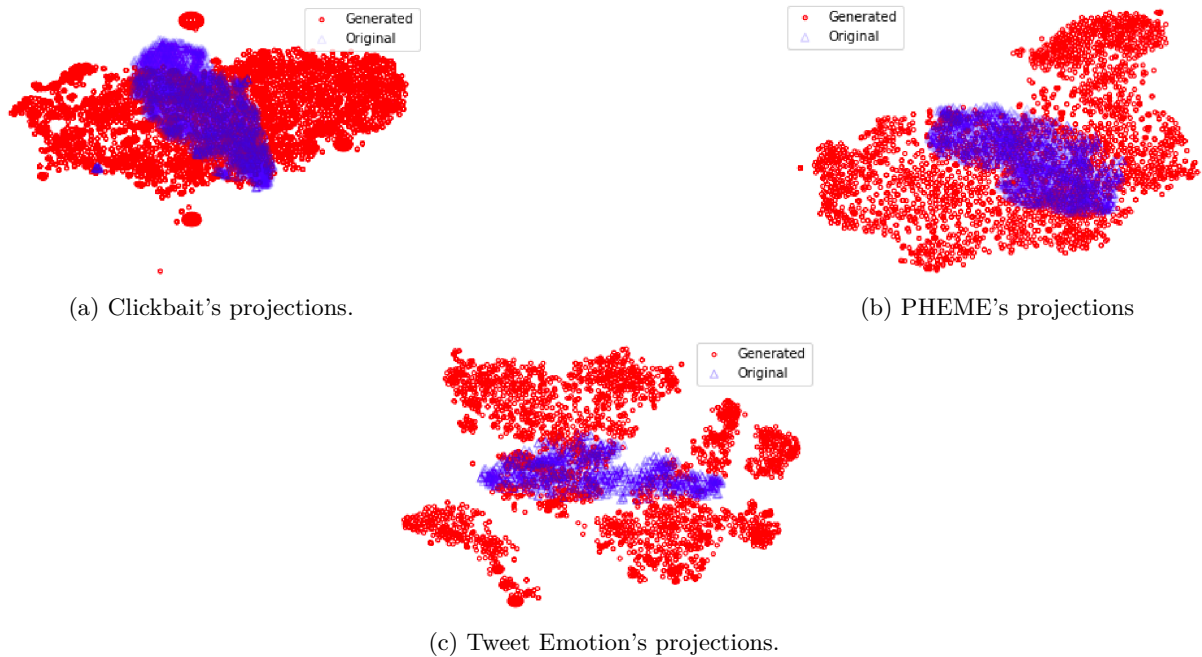 Generated
Original
(a) Clickbait's projections.
Generated
Original
(b) PHEME's projections
Generated
Original
(c) Tweet Emotion's projections.